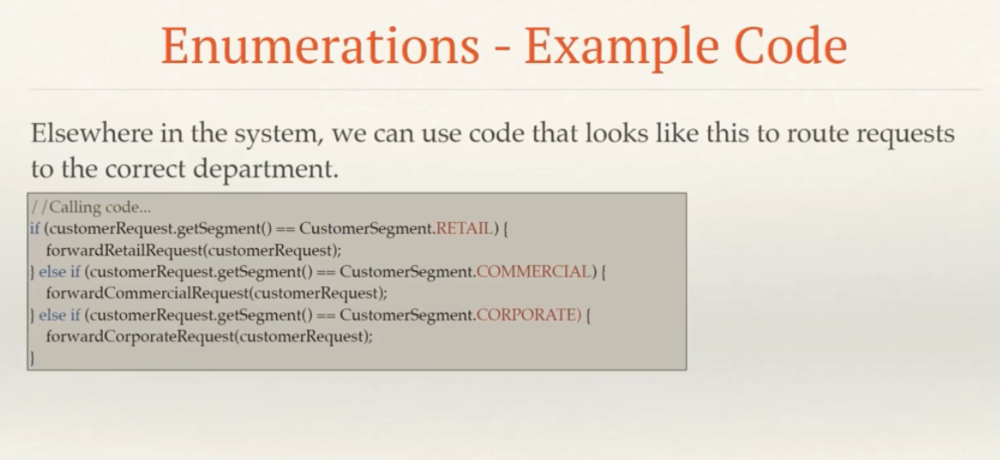 Enumerations - Example Code
Elsewhere in the system, we can use code that looks like this to route requests
to the correct department.
//Calling code...
if (customerRequest.getSegment() == CustomerSegment.RETAIL) {
    forwardRetailRequest(customerRequest);
} else if (customerRequest.getSegment() == CustomerSegment.COMMERCIAL) {
    forwardCommercialRequest(customerRequest);
} else if (customerRequest.getSegment() == CustomerSegment.CORPORATE) {
    forwardCorporateRequest(customerRequest);
}